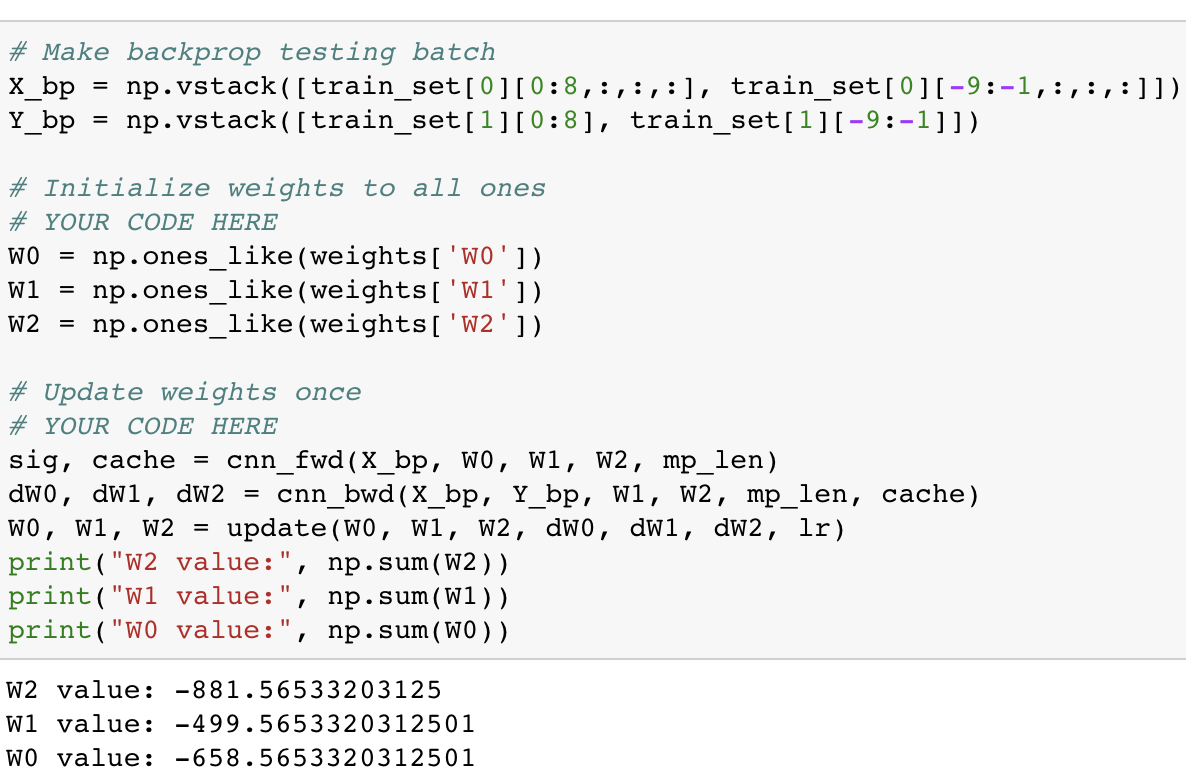 # Make backprop testing batch
X_bp = np.vstack([train_set[0][0:8,:,:,:], train_set[0][-9:-1,:,:,:]])
Y_bp = np.vstack([train_set[1][0:8], train_set[1][-9:-1]])
# Initialize weights to all ones
# YOUR CODE HERE
W0 = np.ones_like(weights['W0'])
W1 = np.ones_like(weights['W1'])
W2 = np.ones_like(weights['W2'])
# Update weights once
# YOUR CODE HERE
sig, cache = cnn_fwd(X_bp, W0, W1, W2, mp_len)
dW0, dW1, dW2 = cnn_bwd(X_bp, Y_bp, W1, W2, mp_len, cache)
W0, W1, W2 = update(W0, W1, W2, dW0, dW1, dW2, lr)
print("W2 value:", np.sum(W2))
print("W1 value:", np.sum(W1))
print("W0 value:", np.sum(W0))
W2 value: -881.56533203125
W1 value: -499.5653320312501
W0 value: -658.5653320312501